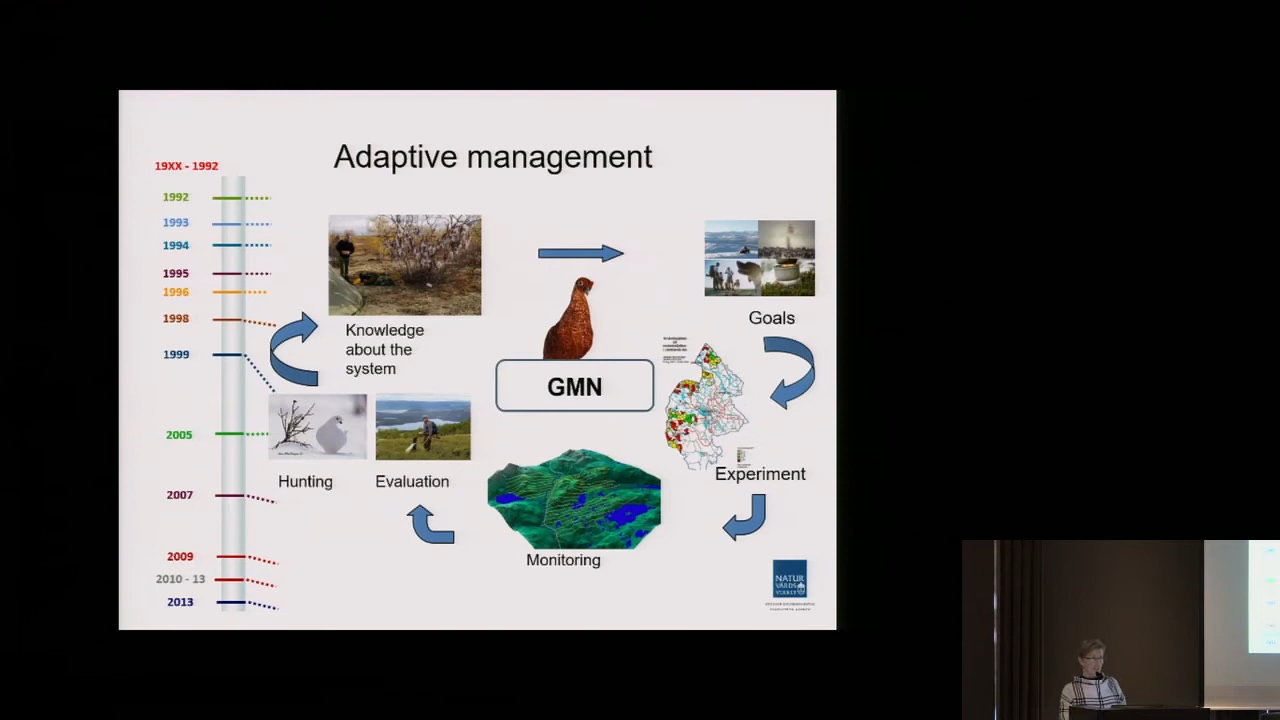 Adaptive management
19XX - 1992
1992
1993
1994
1995
1996
1998
1999
2005
2007
2009
2010 - 13
2013
Knowledge
about the
system
Goals
GMN
Hunting
Evaluation
Experiment
Monitoring
NATUR
VÅRDS
VERKET